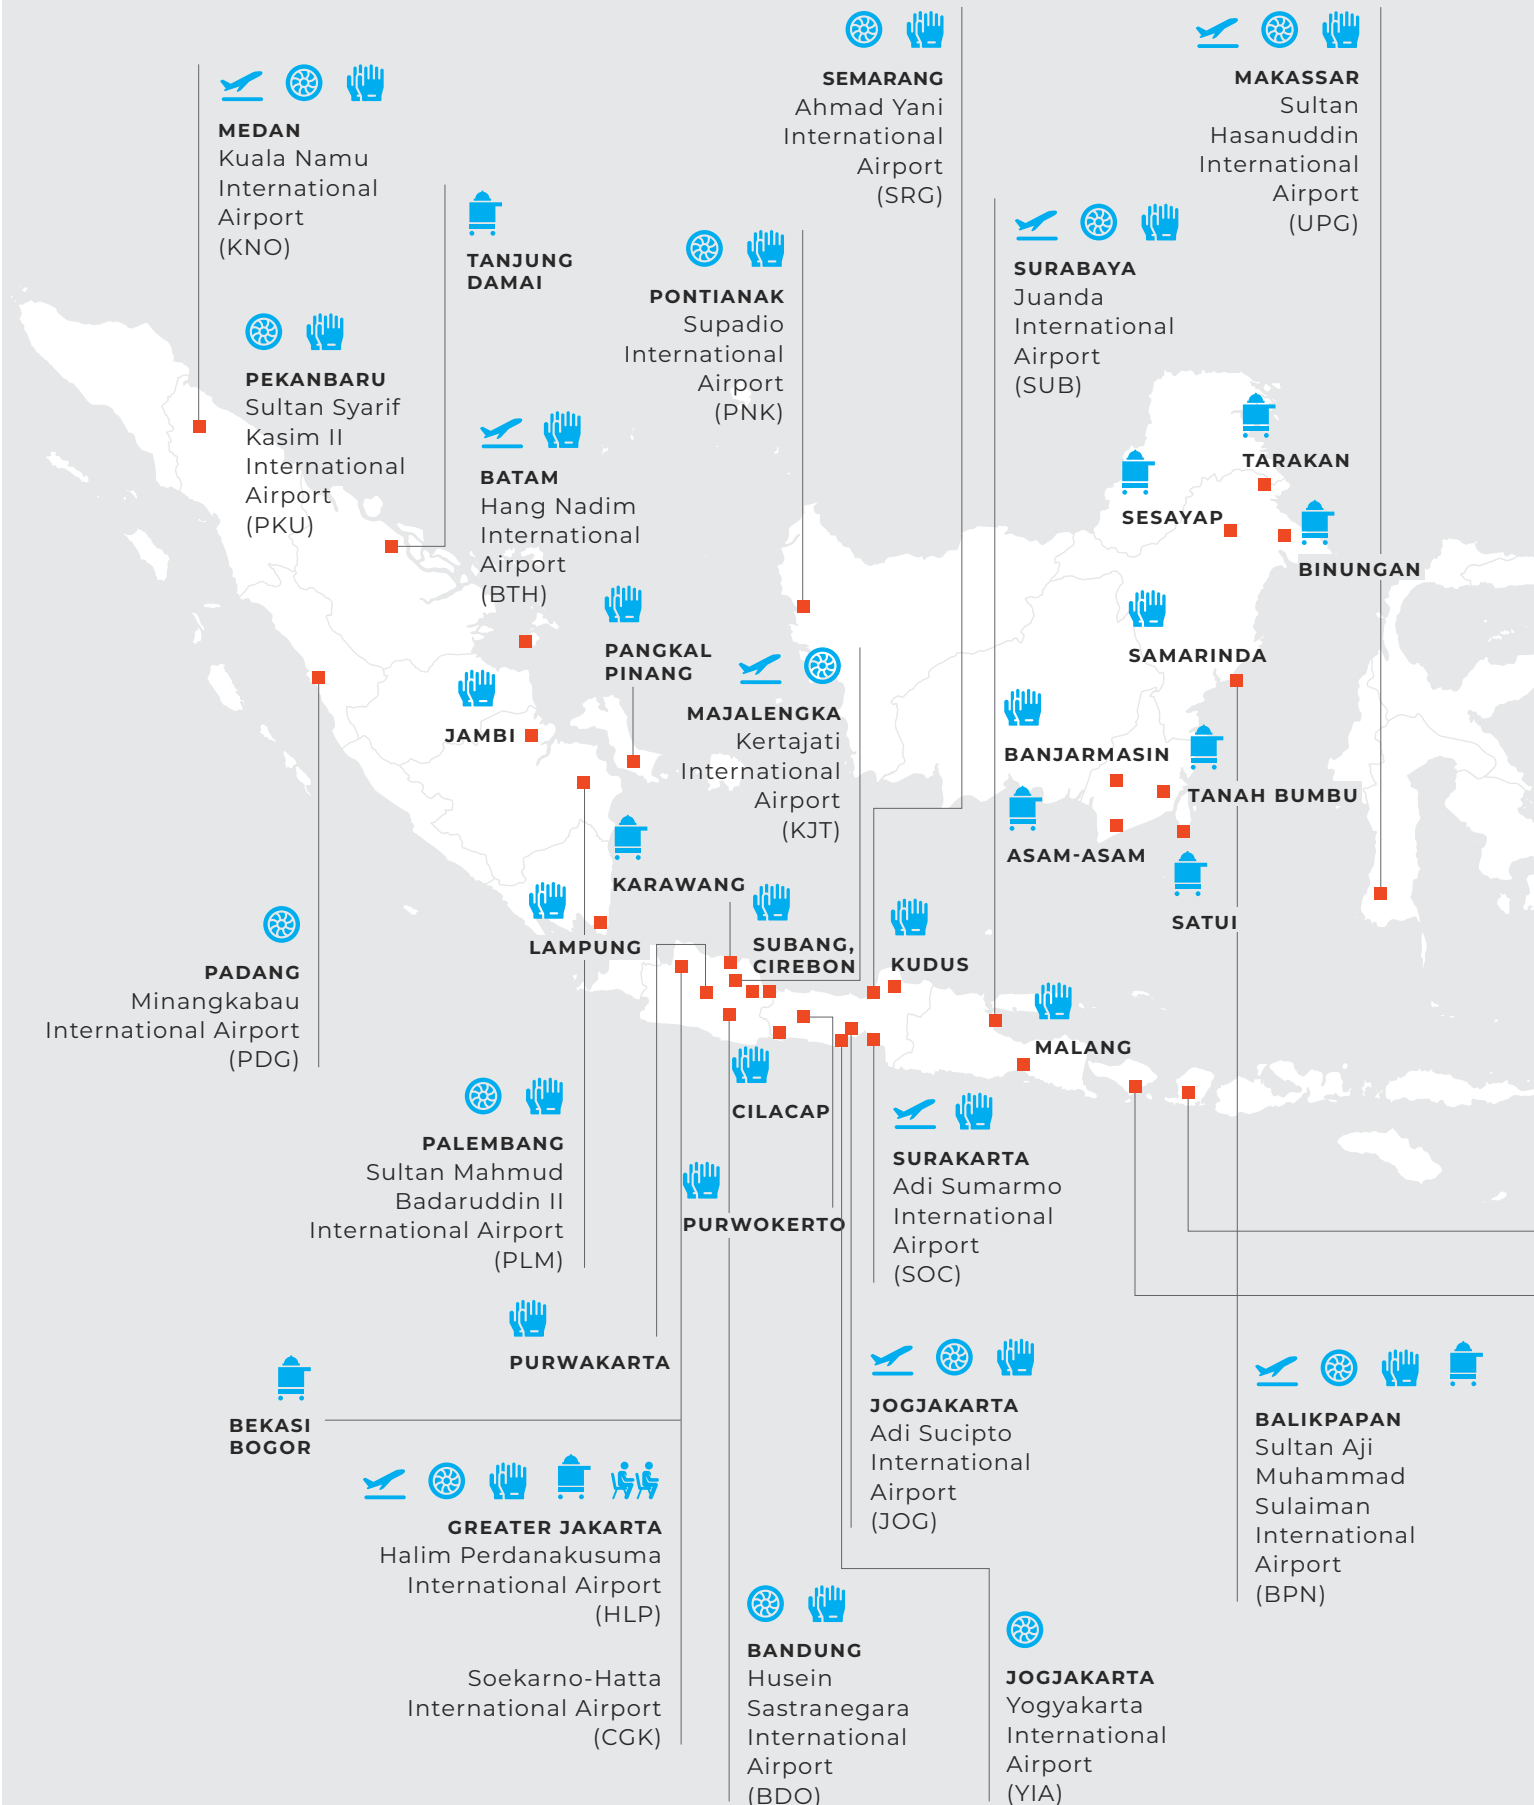 SEMARANG
Ahmad Yani
International
Airport
(SRG)
MAKASSAR
Sultan
Hasanuddin
International
Airport
(UPG)
MEDAN
Kuala Namu
International
Airport
(KNO)
TANJUNG
DAMAI
PONTIANAK
Supadio
International
Airport
(PNK)
SURABAYA
Juanda
International
Airport
(SUB)
PEKANBARU
Sultan Syarif
Kasim II
International
Airport
(PKU)
BATAM
Hang Nadim
International
Airport
(BTH)
TARAKAN
SESAYAP
BINUNGAN
PANGKAL
PINANG
SAMARINDA
MAJALENGKA
Kertajati
International
Airport
(KJT)
JAMBI
BANJARMASIN
TANAH BUMBU
ASAM-ASAM
KARAWANG
SATUI
LAMPUNG
SUBANG,
CIREBON
KUDUS
PADANG
Minangkabau
International Airport
(PDG)
MALANG
CILACAP
PALEMBANG
Sultan Mahmud
Badaruddin II
International Airport
(PLM)
SURAKARTA
Adi Sumarmo
International
Airport
(SOC)
PURWOKERTO
PURWAKARTA
BEKASI
BOGOR
JOGJAKARTA
Adi Sucipto
International
Airport
(JOG)
BALIKPAPAN
Sultan Aji
Muhammad
Sulaiman
International
Airport
(BPN)
GREATER JAKARTA
Halim Perdanakusuma
International Airport
(HLP)
Soekarno-Hatta
International Airport
(CGK)
BANDUNG
Husein
Sastranegara
International
Airport
(BDO)
JOGJAKARTA
Yogyakarta
International
Airport
(YIA)